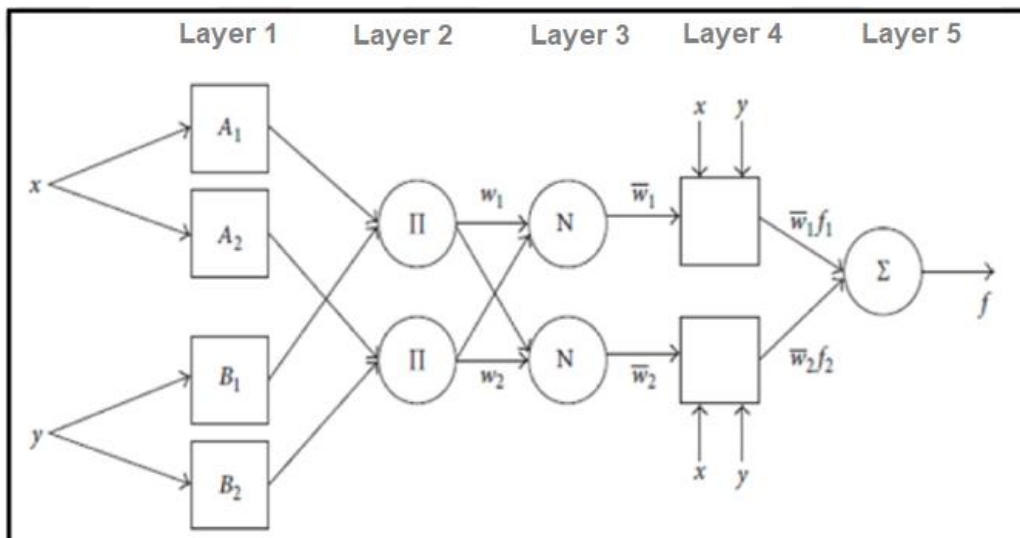 Layer 1 Layer 2 Layer 3 Layer 4 Layer 5
x y
A₁
x
A₂
Π w₁ N w̅₁
w̅₁f₁
Σ
f
B₁
Π w₂ N w̅₂
w̅₂f₂
y
B₂
x y